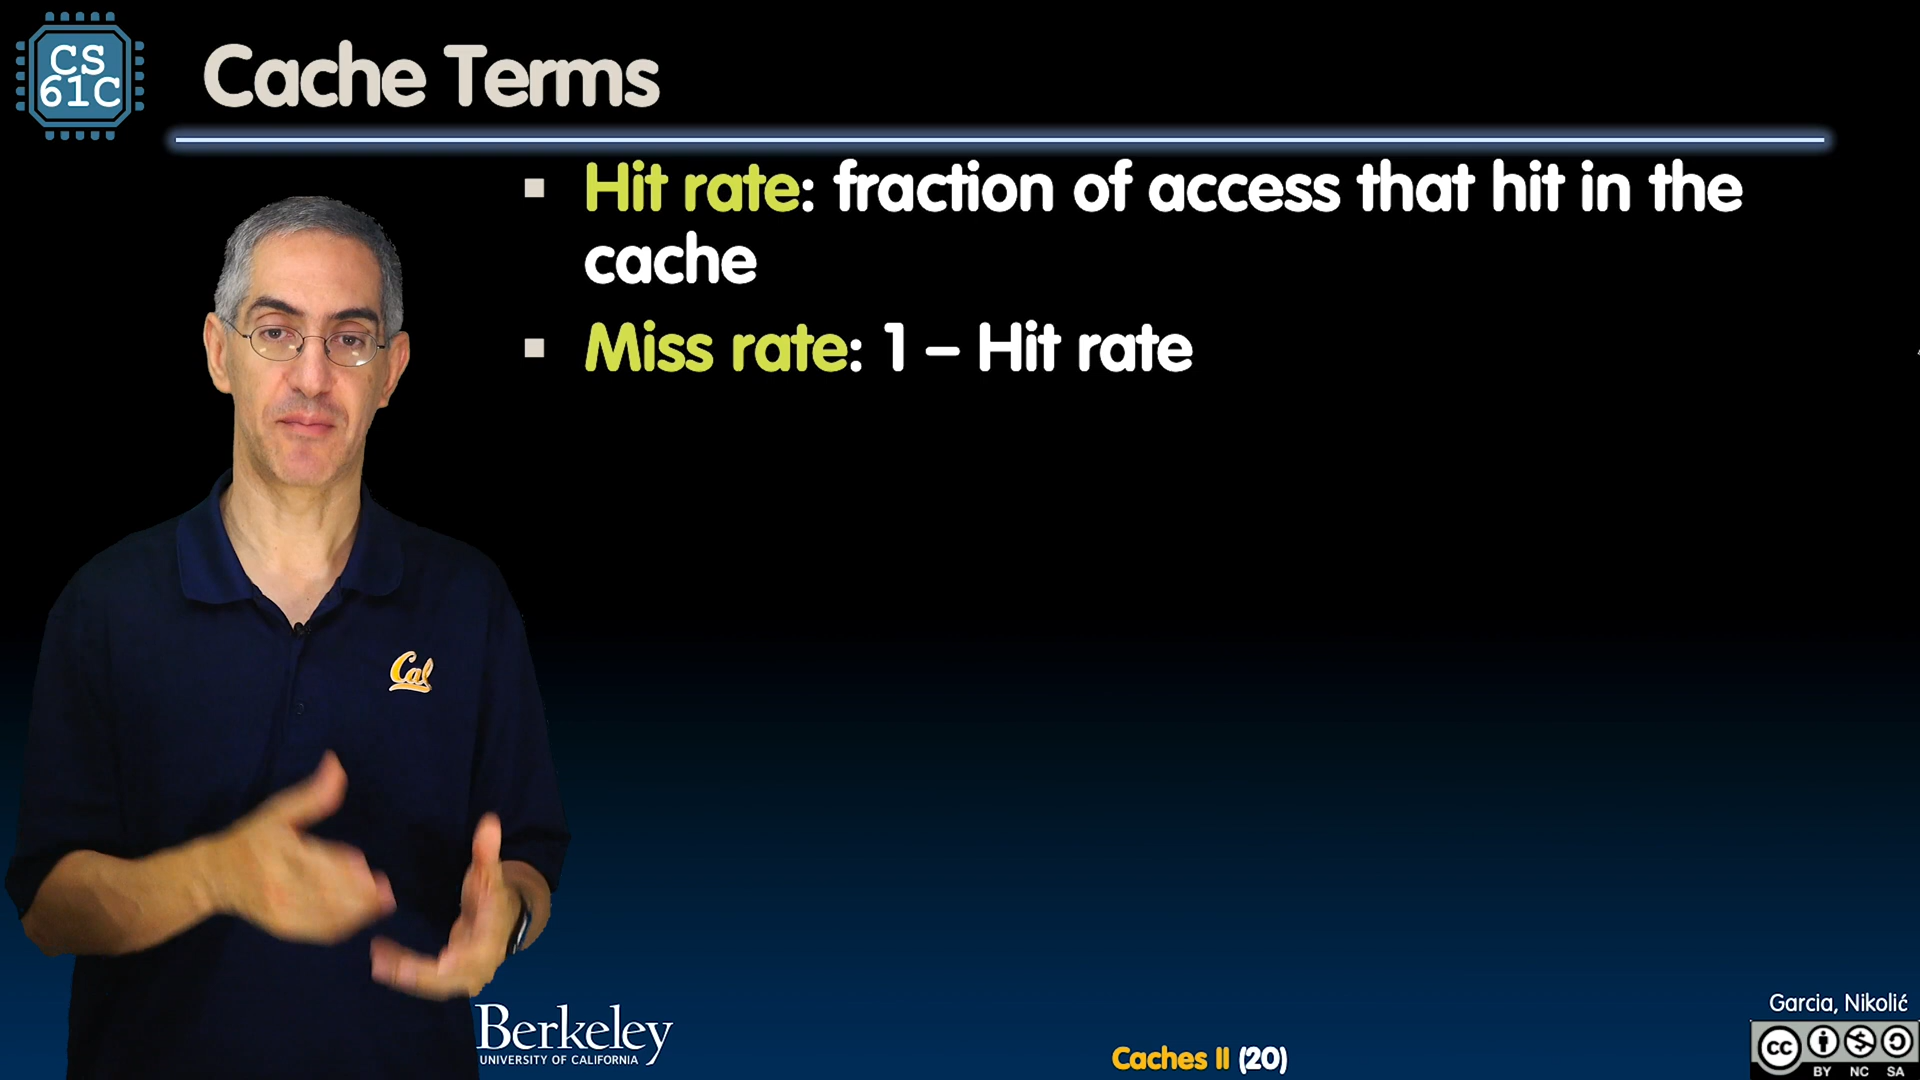 CS
61C
Cache Terms
▪ Hit rate: fraction of access that hit in the
cache
▪ Miss rate: 1 – Hit rate
Cal
Berkeley
UNIVERSITY OF CALIFORNIA
Caches II (20)
Garcia, Nikolić
cc
BY NC SA